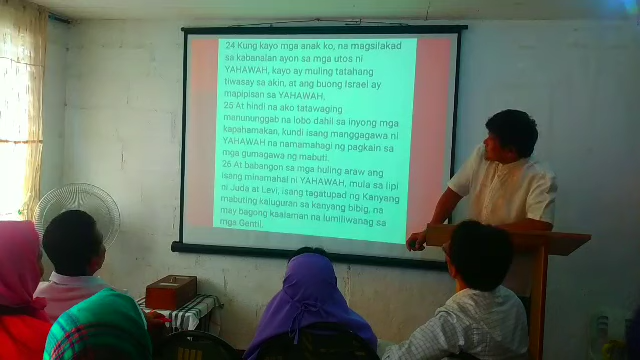 24 Kung kayo mga anak ko, na magsilakad
sa kabanalan ayon sa mga utos ni
YAHAWAH, kayo ay muling tatahang
tiwasay sa akin, at ang buong Israel ay
mapipisan sa YAHAWAH,
25 At hindi na ako tatawaging
manununggab na lobo dahil sa inyong mga
kapahamakan, kundi isang manggagawa ni
YAHAWAH na namamahagi ng pagkain sa
mga gumagawa ng mabuti.
26 At babangon sa mga huling araw ang
isang minamahal ni YAHAWAH, mula sa lipi
ni Juda at Levi, isang tagatupad ng Kanyang
mabuting kaluguran sa kanyang bibig, na
may bagong kaalaman na lumiliwanag sa
mga Gentil.